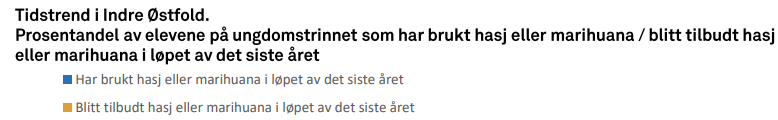 Tidstrend i Indre Østfold.
Prosentandel av elevene på ungdomstrinnet som har brukt hasj eller marihuana / blitt tilbudt hasj
eller marihuana i løpet av det siste året
Har brukt hasj eller marihuana i løpet av det siste året
Blitt tilbudt hasj eller marihuana i løpet av det siste året